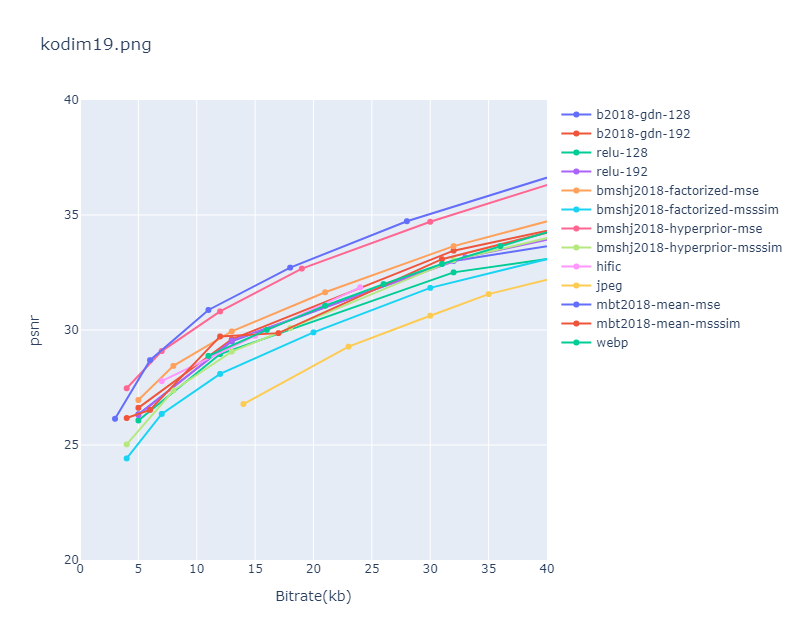 kodim19.png
40
35
30
25
20
psnr
0 5 10 15 20 25 30 35 40
Bitrate(kb)
b2018-gdn-128
b2018-gdn-192
relu-128
relu-192
bmshj2018-factorized-mse
bmshj2018-factorized-msssim
bmshj2018-hyperprior-mse
bmshj2018-hyperprior-msssim
hific
jpeg
mbt2018-mean-mse
mbt2018-mean-msssim
webp